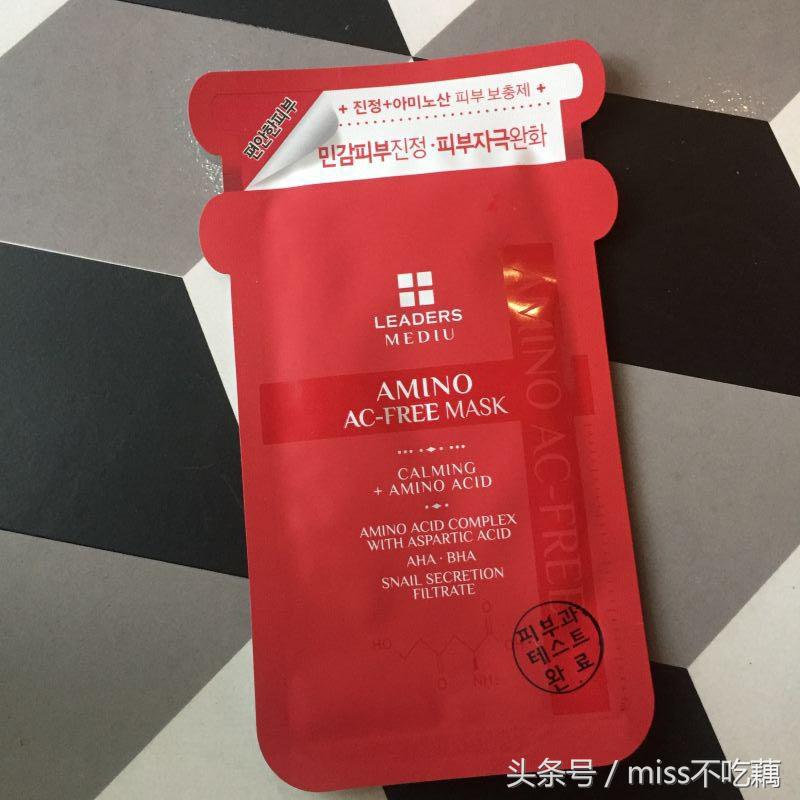 편안한피부
+ 진정+아미노산 피부 보충제 +
민감피부진정·피부자극완화
LEADERS
MEDIU
AMINO
AC-FREE MASK
CALMING
+ AMINO ACID
AMINO ACID COMPLEX
WITH ASPARTIC ACID
AHA · BHA
SNAIL SECRETION
FILTRATE
AMINO AC-FREE
HO
O
O
NH₂
피부과
테스트
완료
头条号 / miss不吃藕